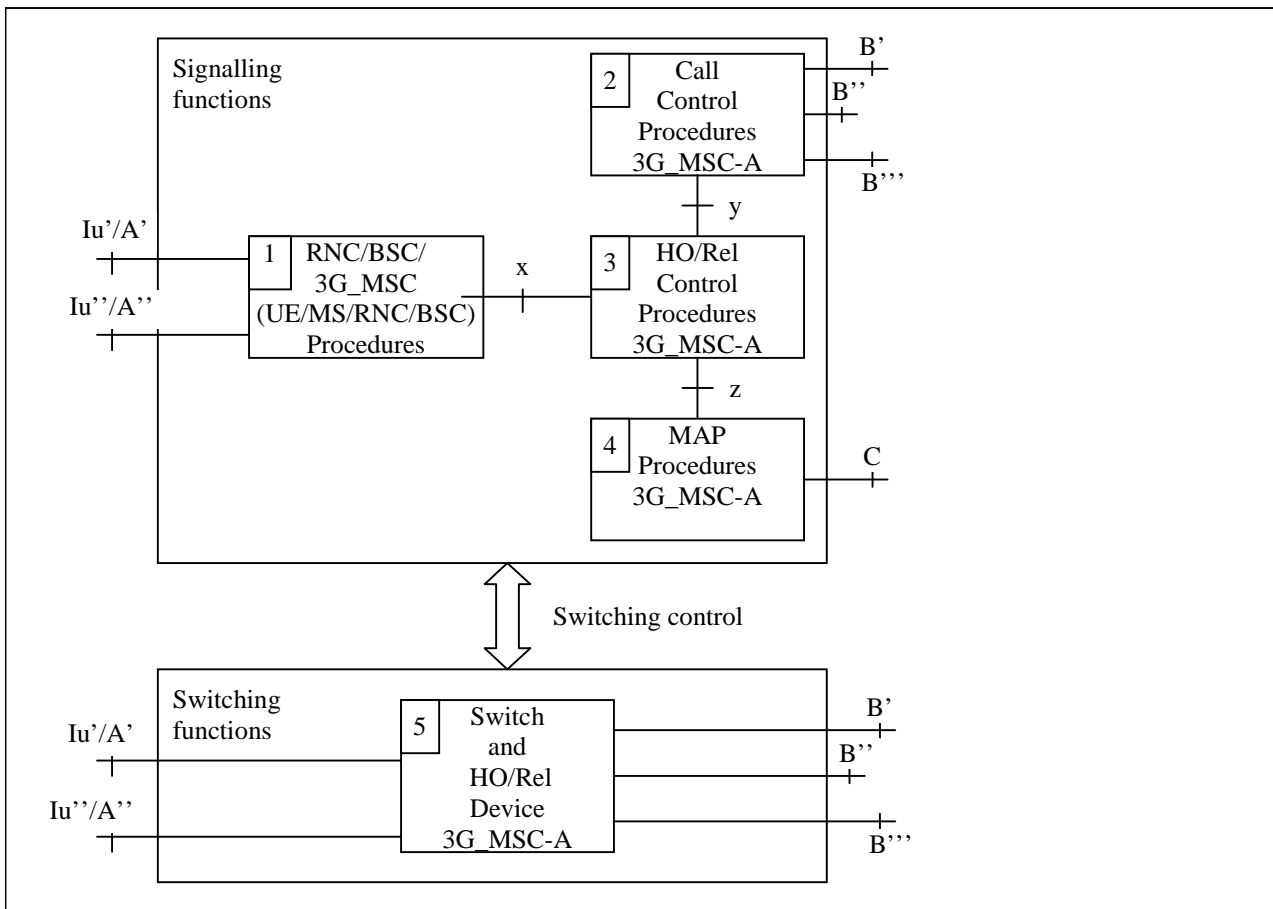 Signalling
functions
2
Call
Control
Procedures
3G_MSC-A
B'
B’’
B’’’
y
Iu’/A'
Iu’’/A’’
1
RNC/BSC/
3G_MSC
(UE/MS/RNC/BSC)
Procedures
x
3
HO/Rel
Control
Procedures
3G_MSC-A
z
4
MAP
Procedures
3G_MSC-A
C
Switching control
Switching
functions
Iu’/A'
Iu’’/A’’
5
Switch
and
HO/Rel
Device
3G_MSC-A
B'
B’’
B’’’